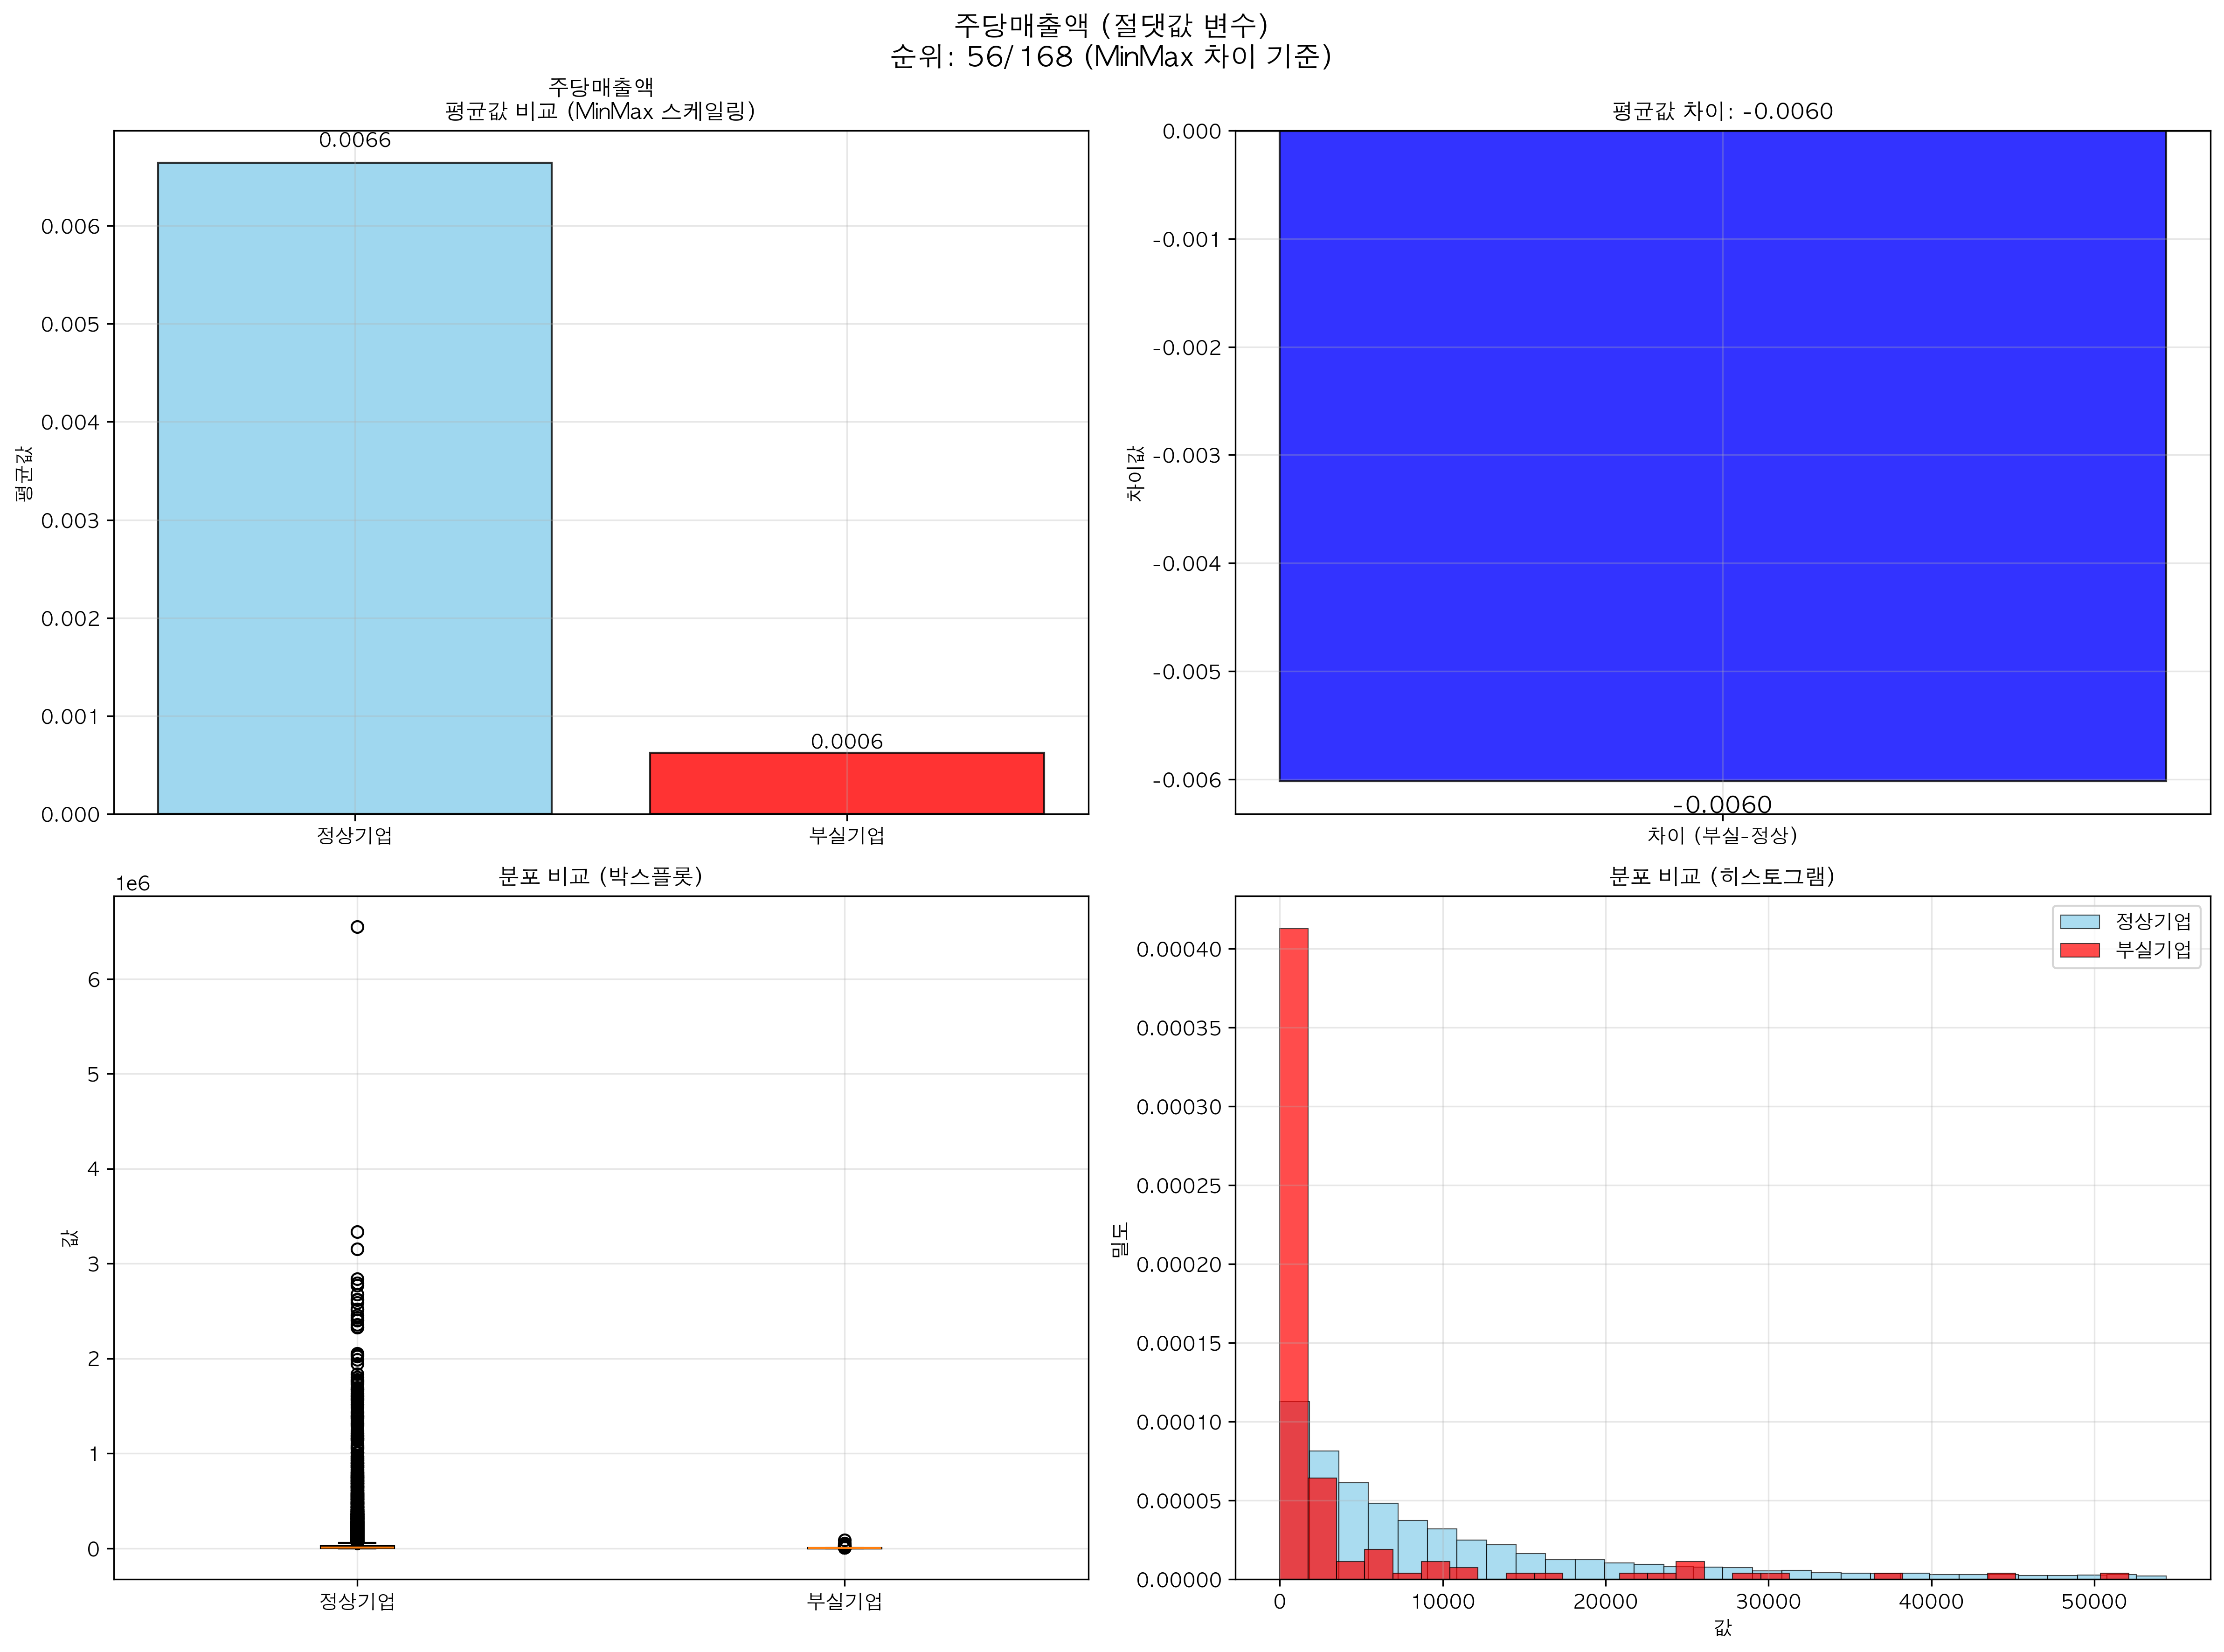 주당매출액 (절댓값 변수)
순위: 56/168 (MinMax 차이 기준)
주당매출액
평균값 비교 (MinMax 스케일링)
0.0066
0.0006
0.006
0.005
0.004
0.003
0.002
0.001
0.000
평균값
정상기업
부실기업
평균값 차이: -0.0060
0.000
-0.001
-0.002
-0.003
-0.004
-0.005
-0.006
차이값
-0.0060
차이 (부실-정상)
분포 비교 (박스플롯)
1e6
6
5
4
3
2
1
0
값
정상기업
부실기업
분포 비교 (히스토그램)
정상기업
부실기업
0.00040
0.00035
0.00030
0.00025
0.00020
0.00015
0.00010
0.00005
0.00000
밀도
0
10000
20000
30000
40000
50000
값